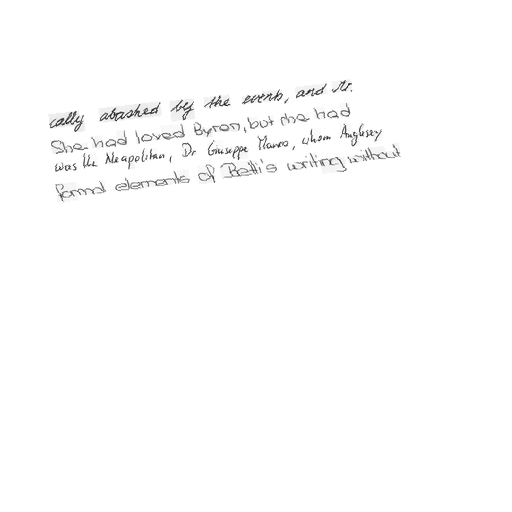 cally abashed by the events, and Mr.
She had loved Byron, but she had
was the Neapolitan, Dr Giuseppe Mauro, whom Anglesey
formal elements of Betti's writing without